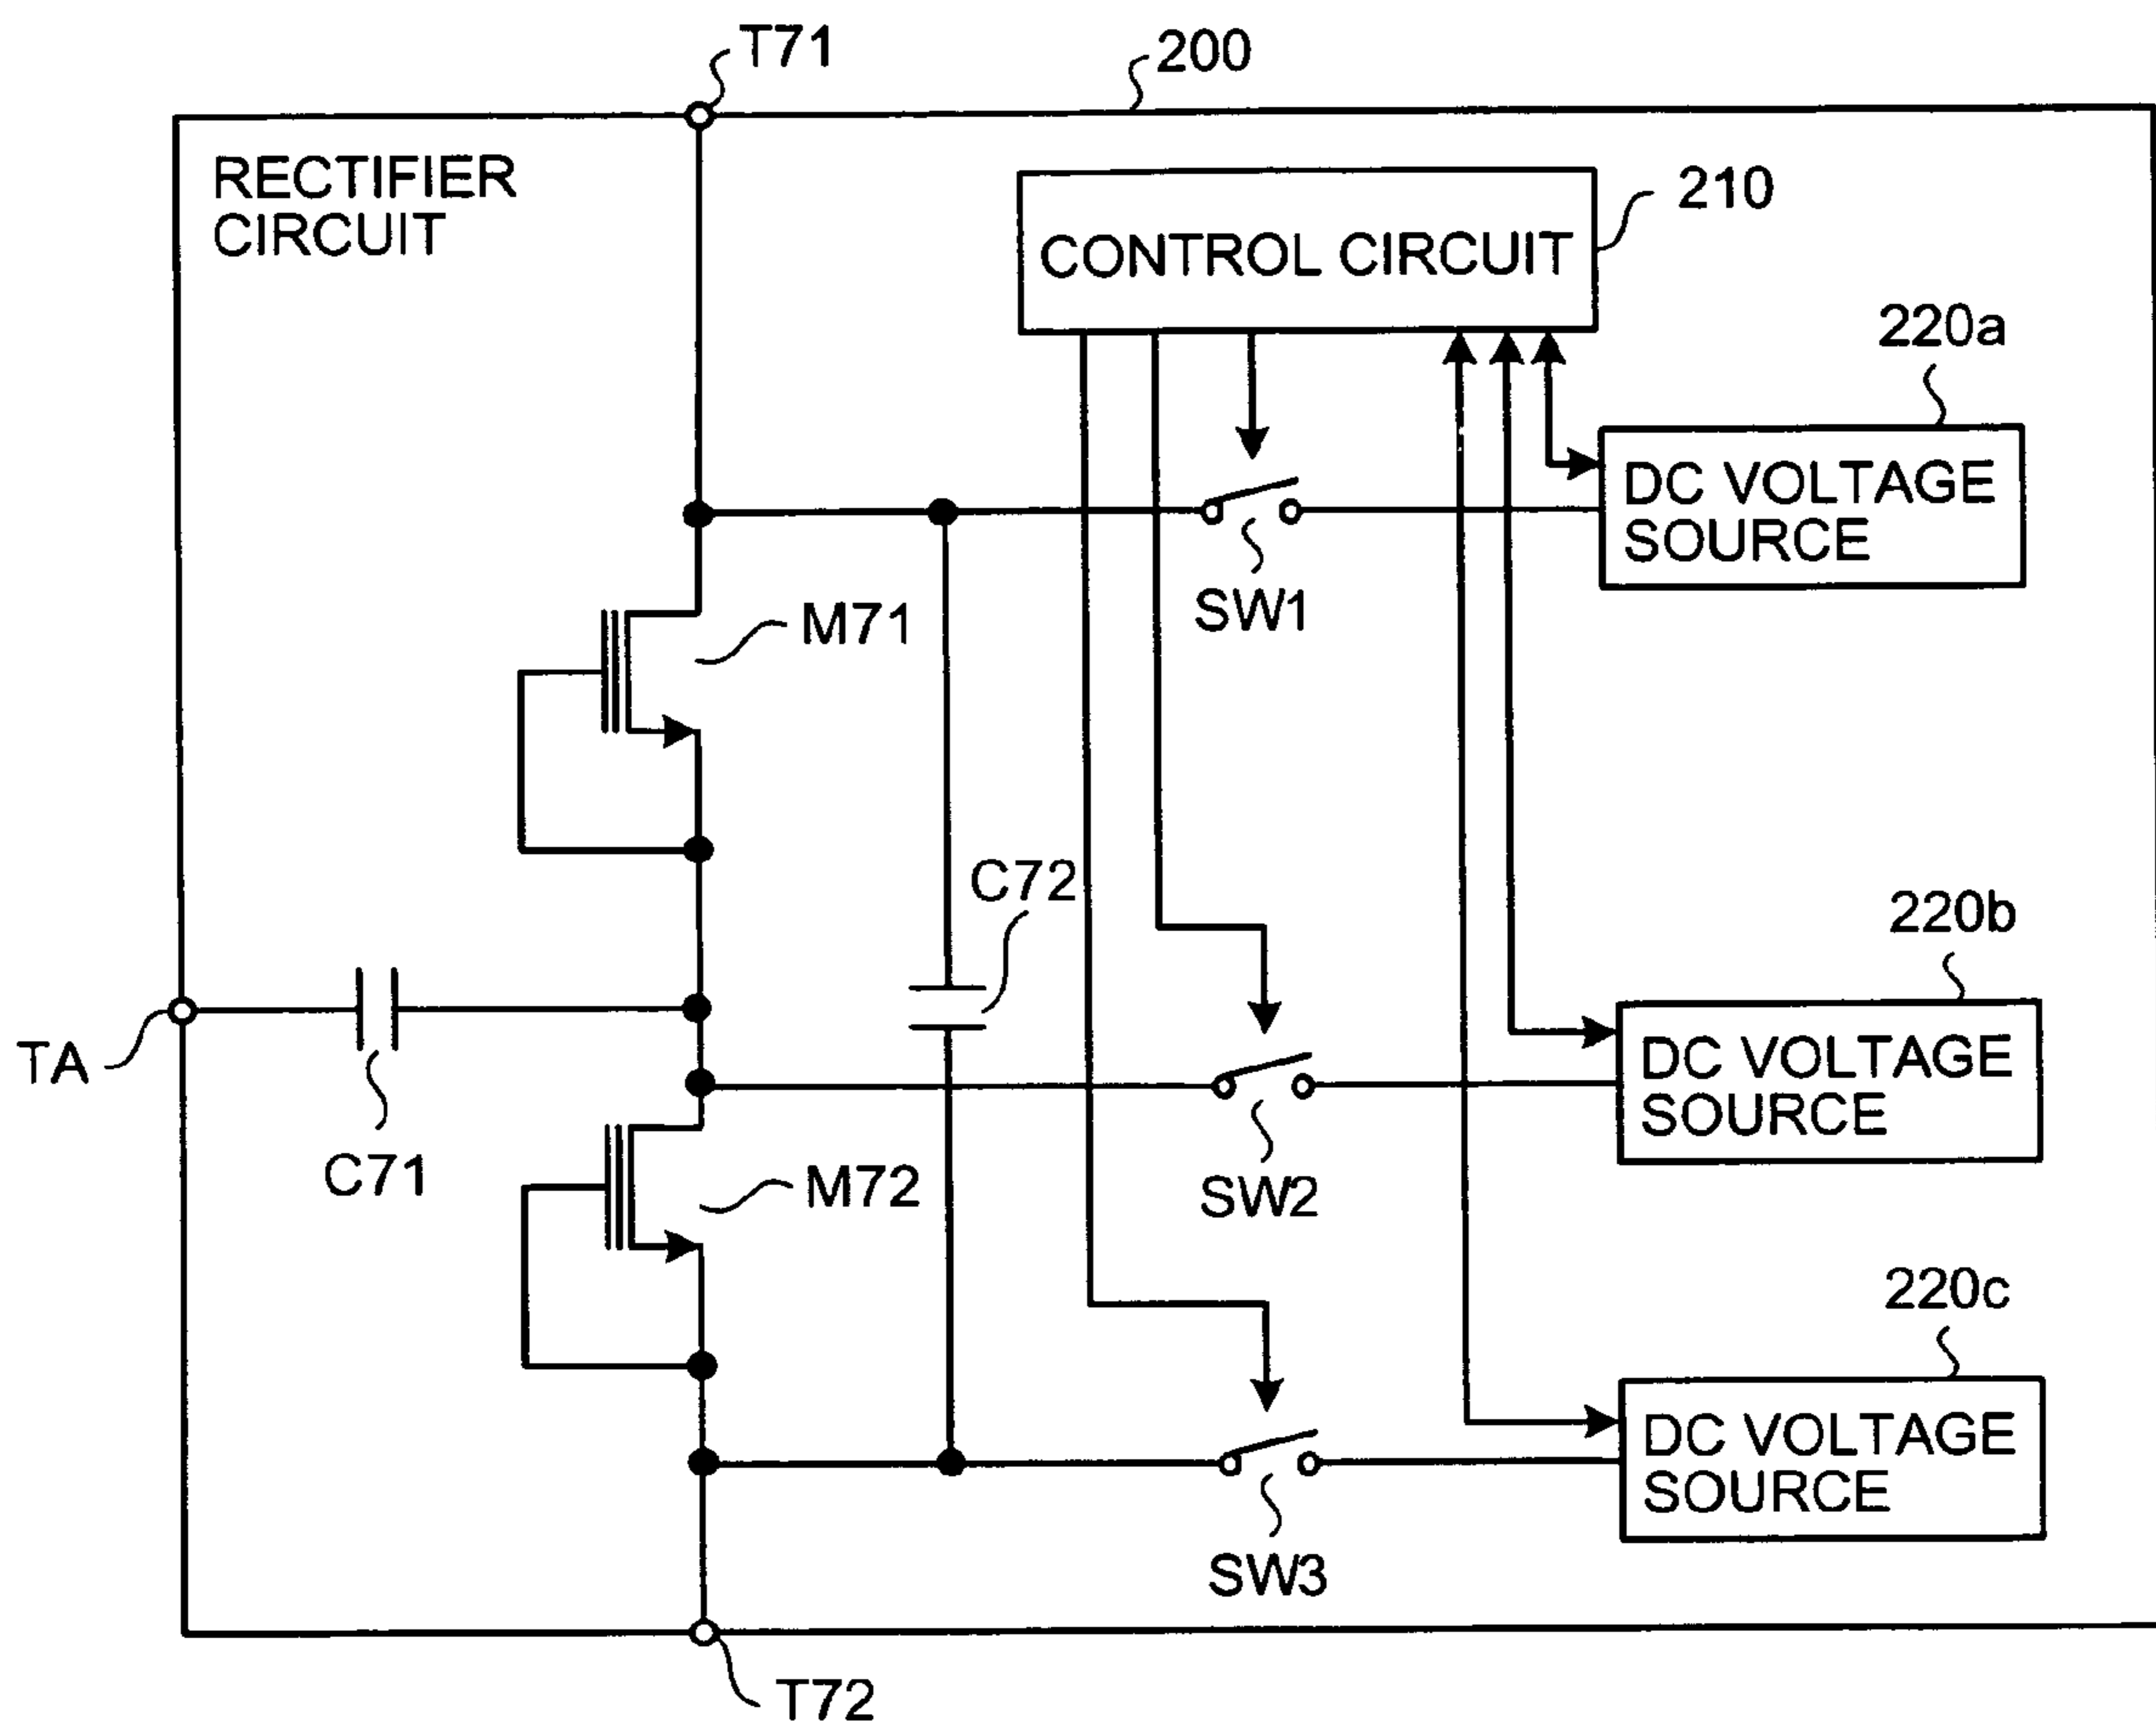 T71
200
RECTIFIER
CIRCUIT
210
CONTROL CIRCUIT
220a
DC VOLTAGE
SOURCE
SW1
M71
C72
220b
TA
DC VOLTAGE
SOURCE
C71
M72
SW2
220c
DC VOLTAGE
SOURCE
SW3
T72